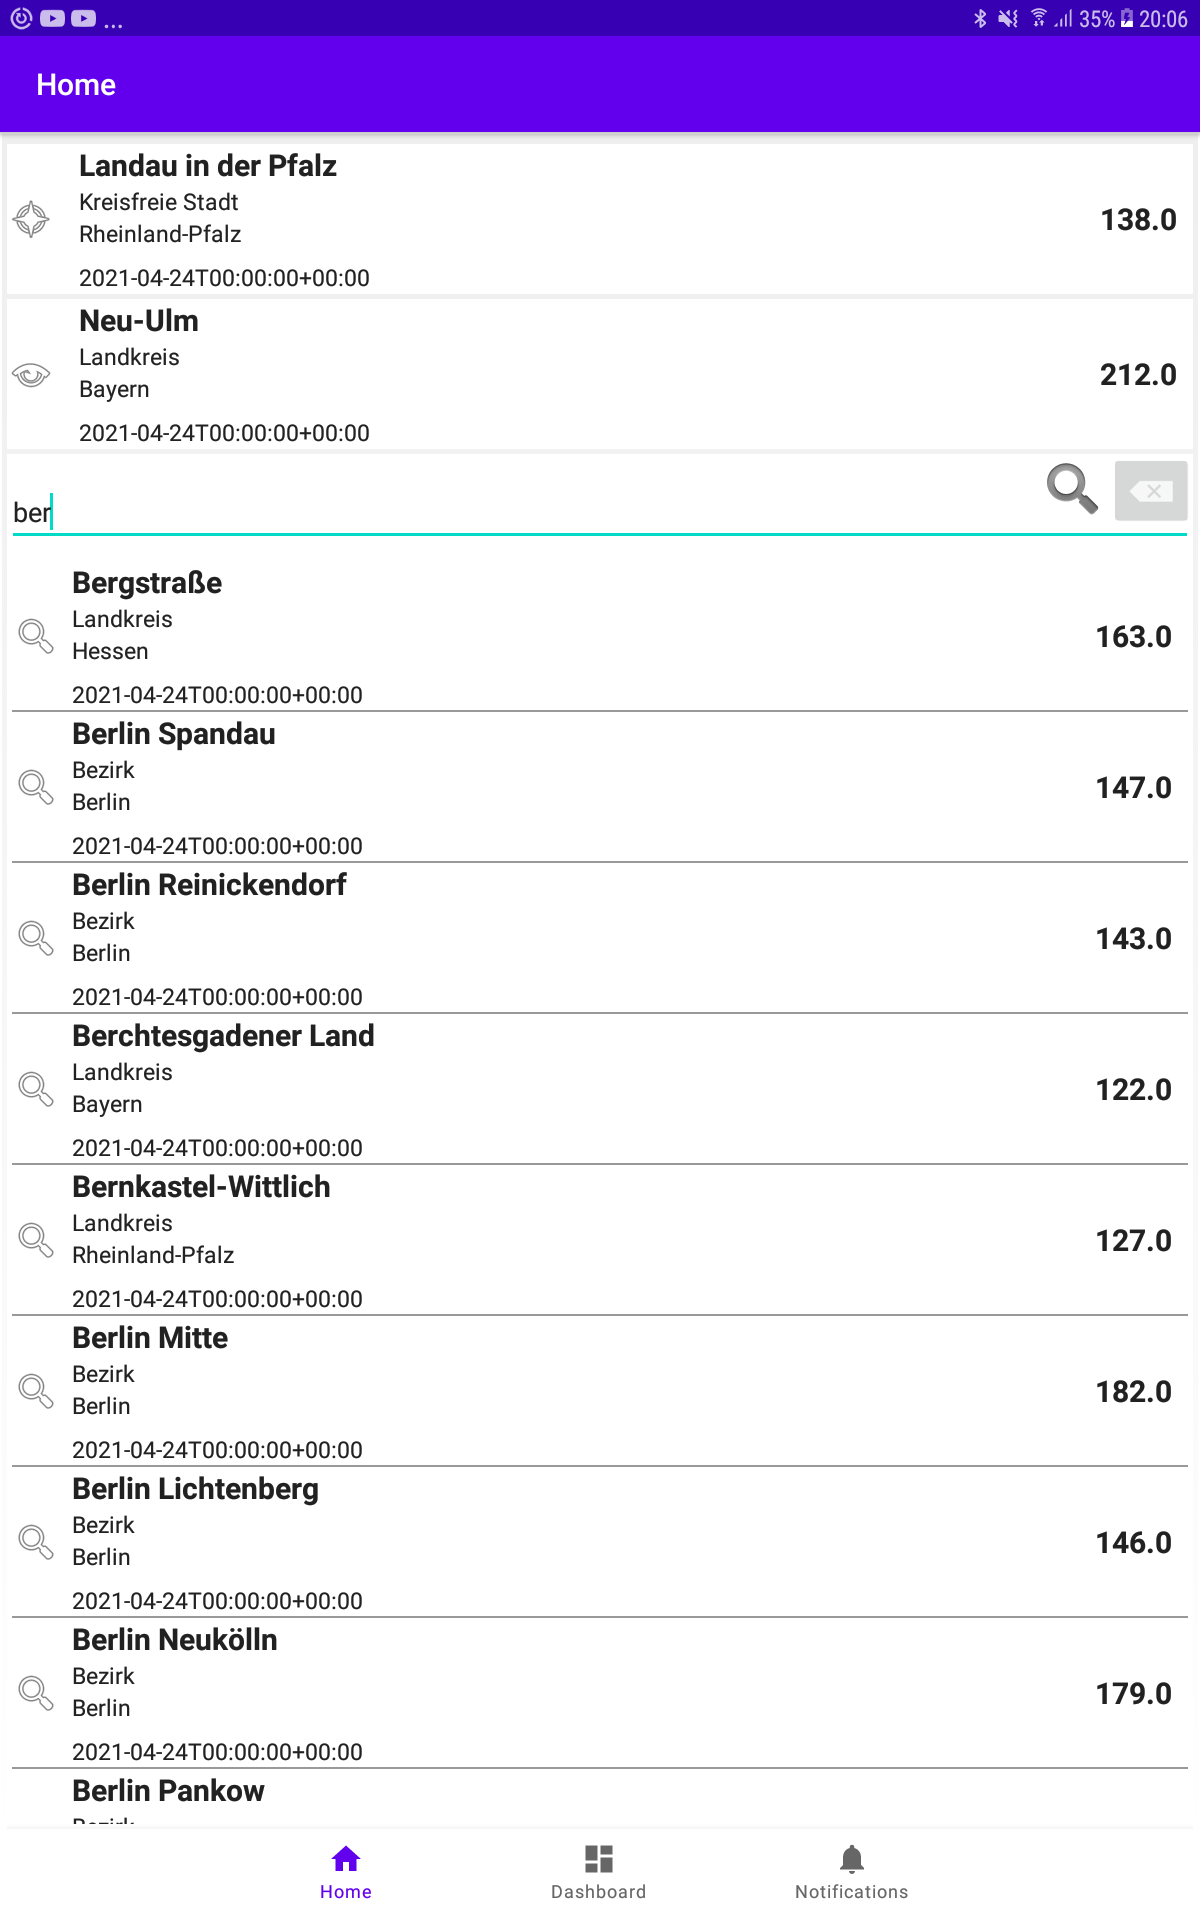 ... 35% 20:06
Home
Landau in der Pfalz
Kreisfreie Stadt
Rheinland-Pfalz
138.0
2021-04-24T00:00:00+00:00
Neu-Ulm
Landkreis
Bayern
212.0
2021-04-24T00:00:00+00:00
ber
Bergstraße
Landkreis
Hessen
163.0
2021-04-24T00:00:00+00:00
Berlin Spandau
Bezirk
Berlin
147.0
2021-04-24T00:00:00+00:00
Berlin Reinickendorf
Bezirk
Berlin
143.0
2021-04-24T00:00:00+00:00
Berchtesgadener Land
Landkreis
Bayern
122.0
2021-04-24T00:00:00+00:00
Bernkastel-Wittlich
Landkreis
Rheinland-Pfalz
127.0
2021-04-24T00:00:00+00:00
Berlin Mitte
Bezirk
Berlin
182.0
2021-04-24T00:00:00+00:00
Berlin Lichtenberg
Bezirk
Berlin
146.0
2021-04-24T00:00:00+00:00
Berlin Neukölln
Bezirk
Berlin
179.0
2021-04-24T00:00:00+00:00
Berlin Pankow
Bezirk
Home Dashboard Notifications